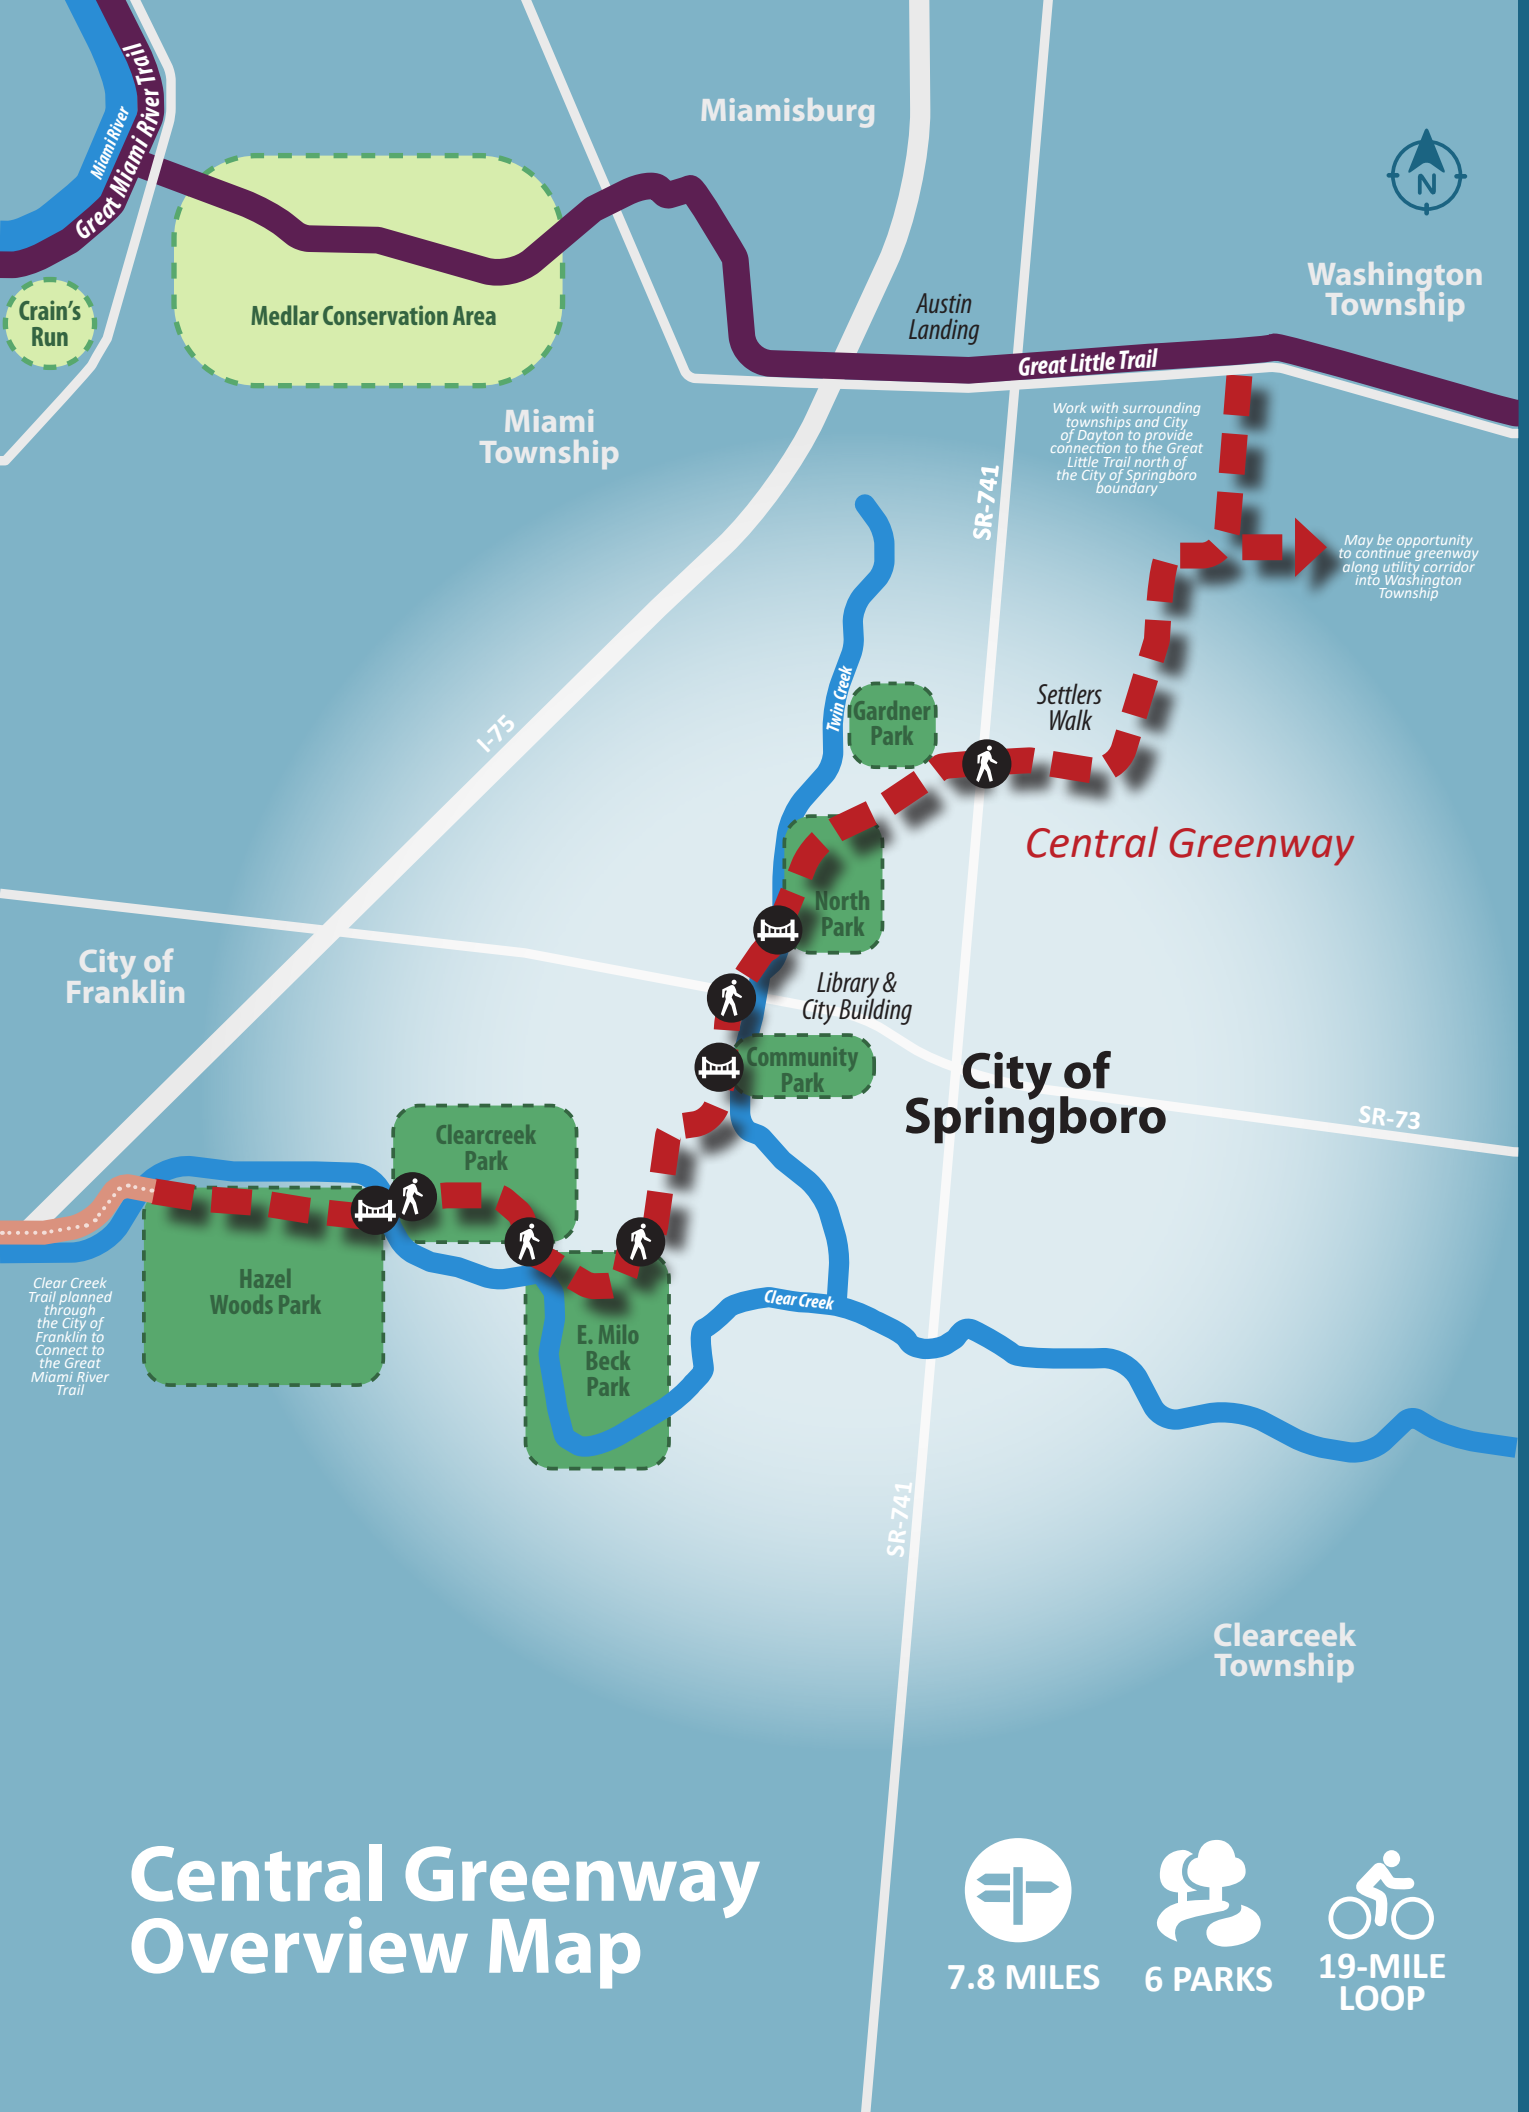 Miami River
Great Miami River Trail
Miamisburg
N
Washington
Township
Crain's
Run
Medlar Conservation Area
Austin
Landing
Great Little Trail
Miami
Township
Work with surrounding
townships and City
of Dayton to provide
connection to the Great
Little Trail north of
the City of Springboro
boundary
SR-741
May be opportunity
to continue greenway
along utility corridor
into Washington
Township
Twin Creek
Gardner
Park
Settlers
Walk
I-75
Central Greenway
North
Park
City of
Franklin
Library &
City Building
Community
Park
City of
Springboro
SR-73
Clearcreek
Park
Hazel
Woods Park
Clear Creek
Trail planned
through
the City of
Franklin to
Connect to
the Great
Miami River
Trail
Clear Creek
E. Milo
Beck
Park
SR-741
Clearceek
Township
Central Greenway
Overview Map
7.8 MILES
6 PARKS
19-MILE
LOOP